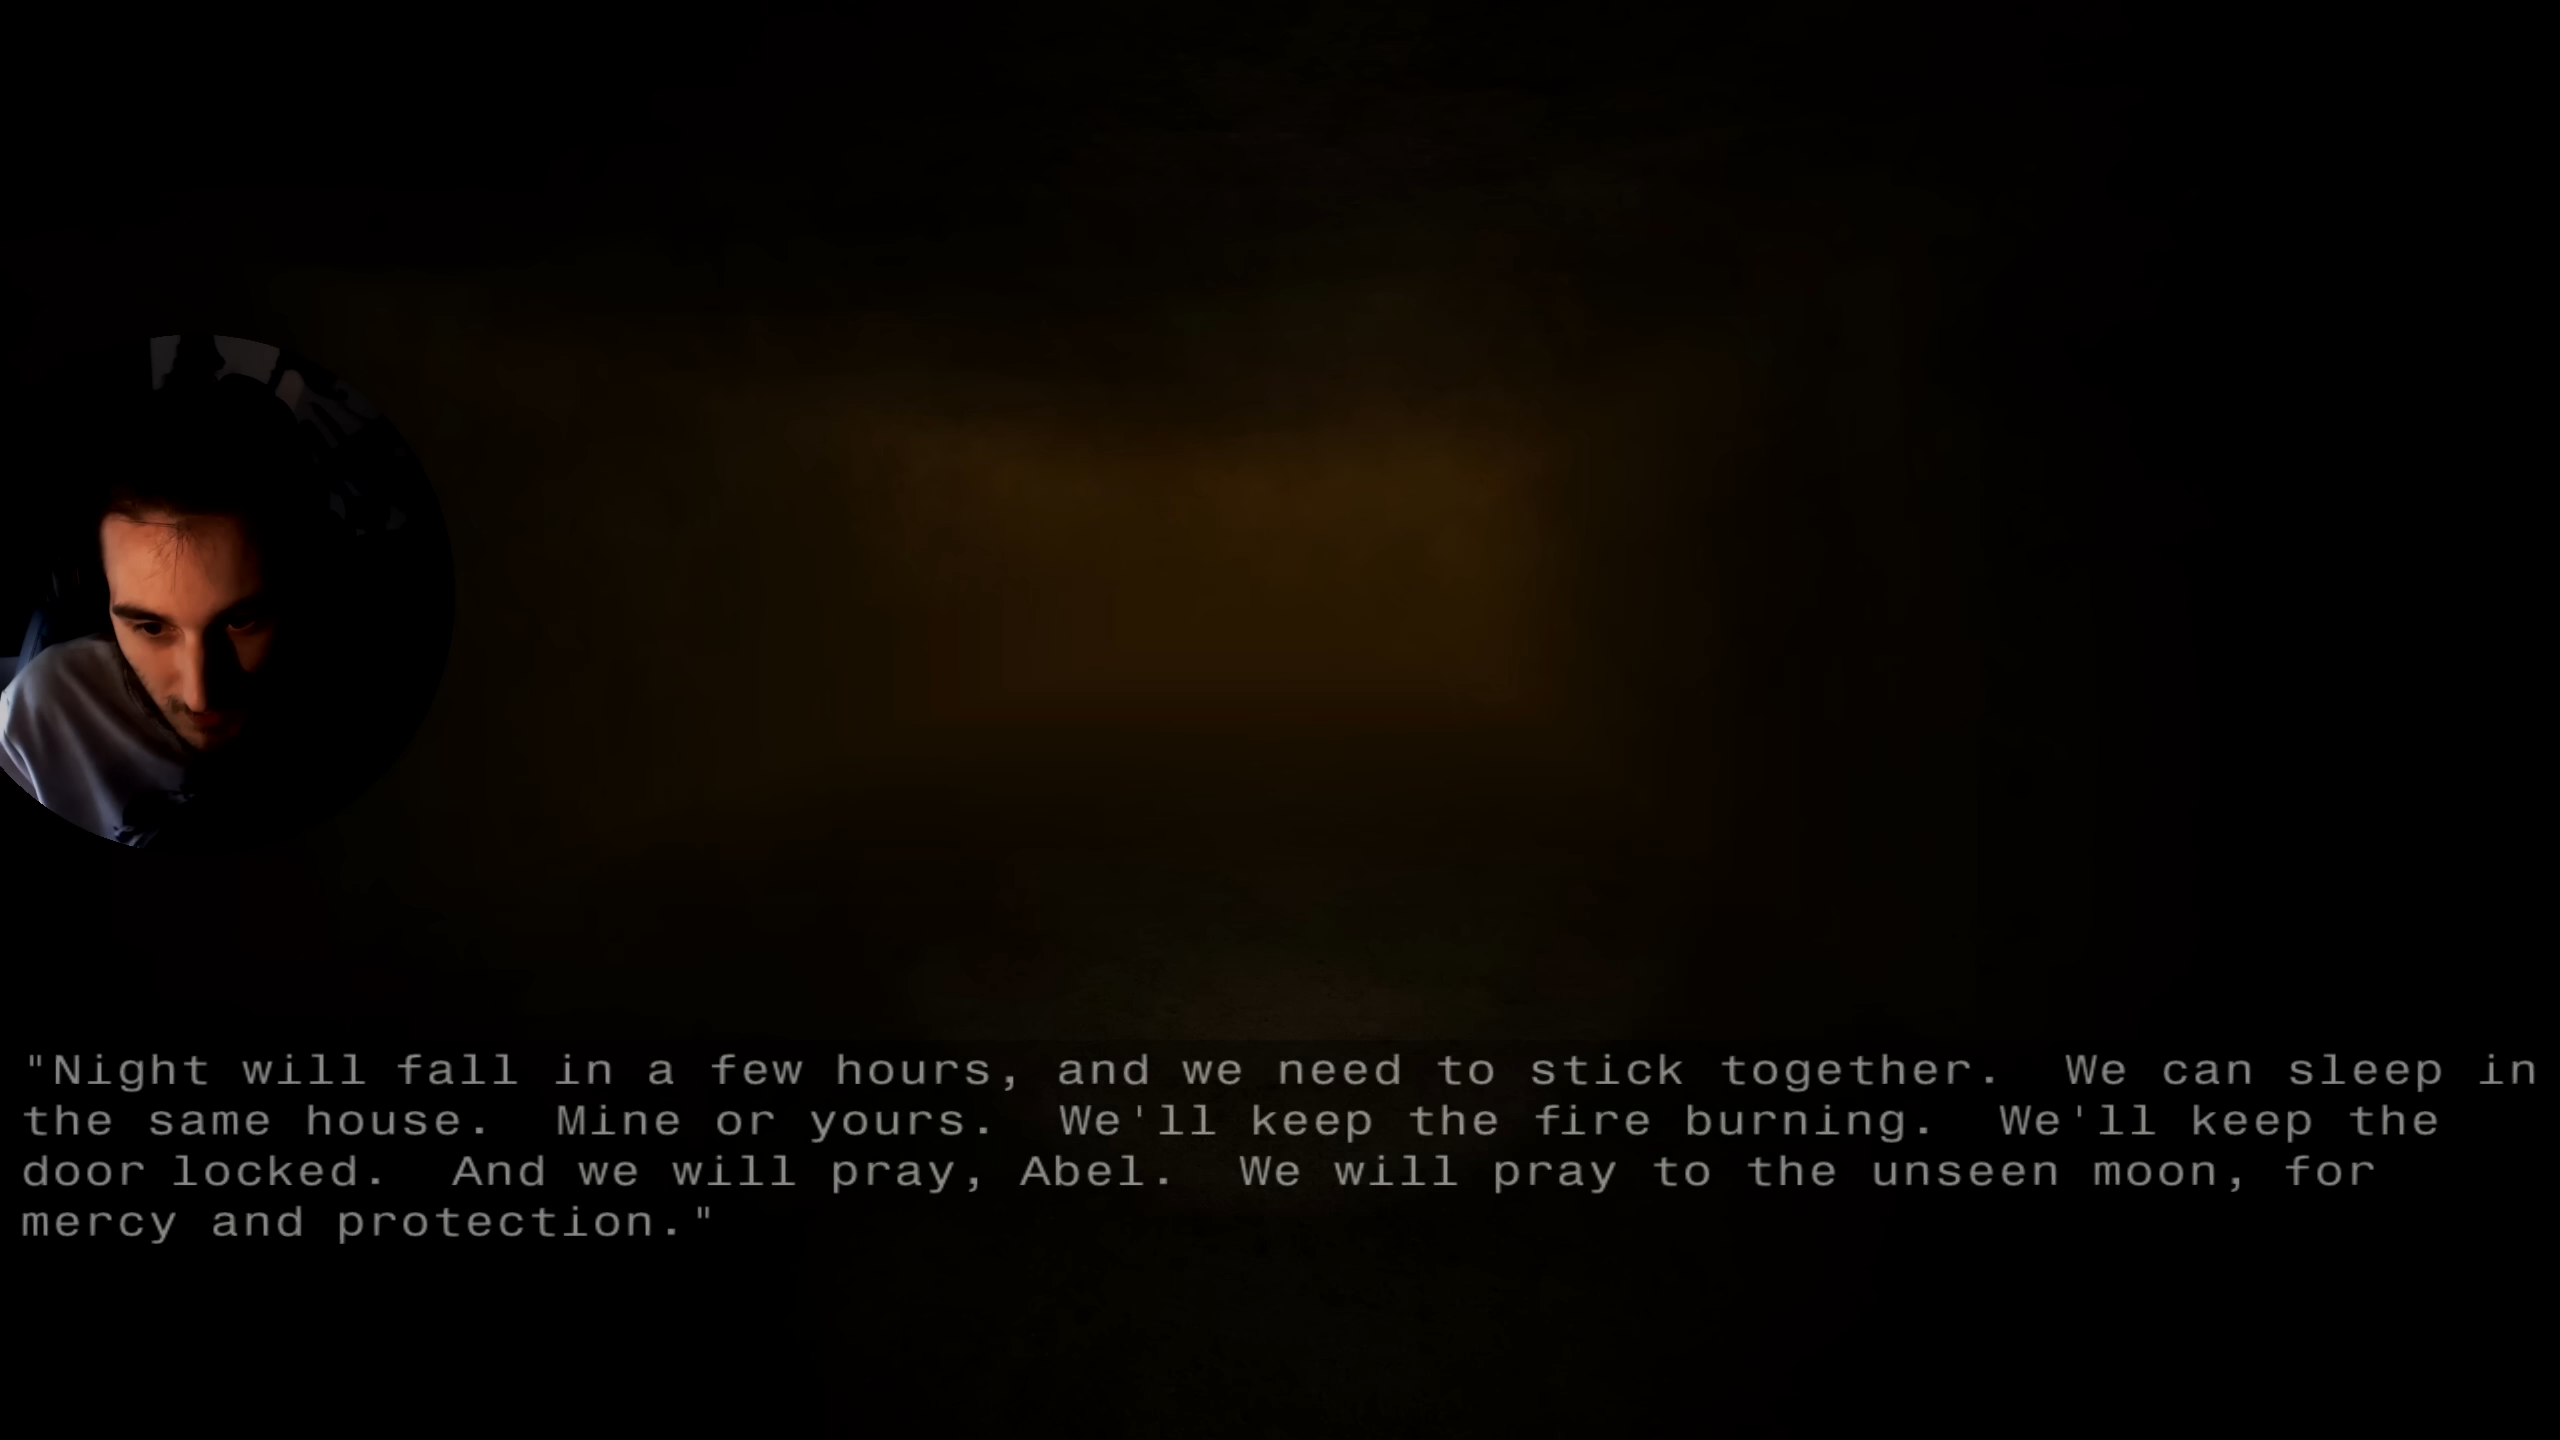 "Night will fall in a few hours, and we need to stick together.  We can sleep in
the same house.  Mine or yours.  We'll keep the fire burning.  We'll keep the
door locked.  And we will pray, Abel.  We will pray to the unseen moon, for
mercy and protection."